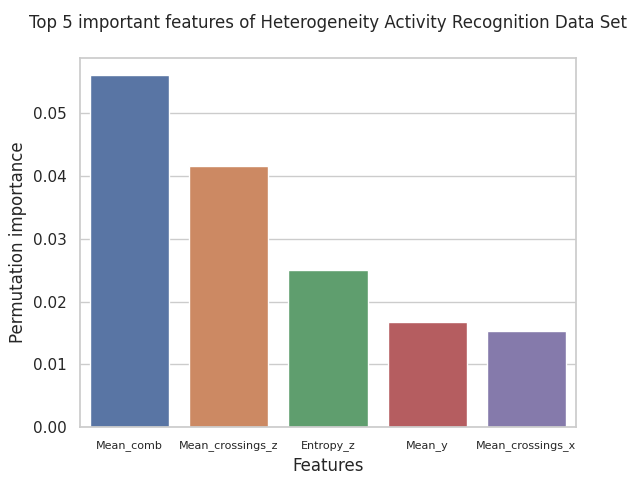 Top 5 important features of Heterogeneity Activity Recognition Data Set
Permutation importance
0.05
0.04
0.03
0.02
0.01
0.00
Mean_comb Mean_crossings_z Entropy_z Mean_y Mean_crossings_x
Features